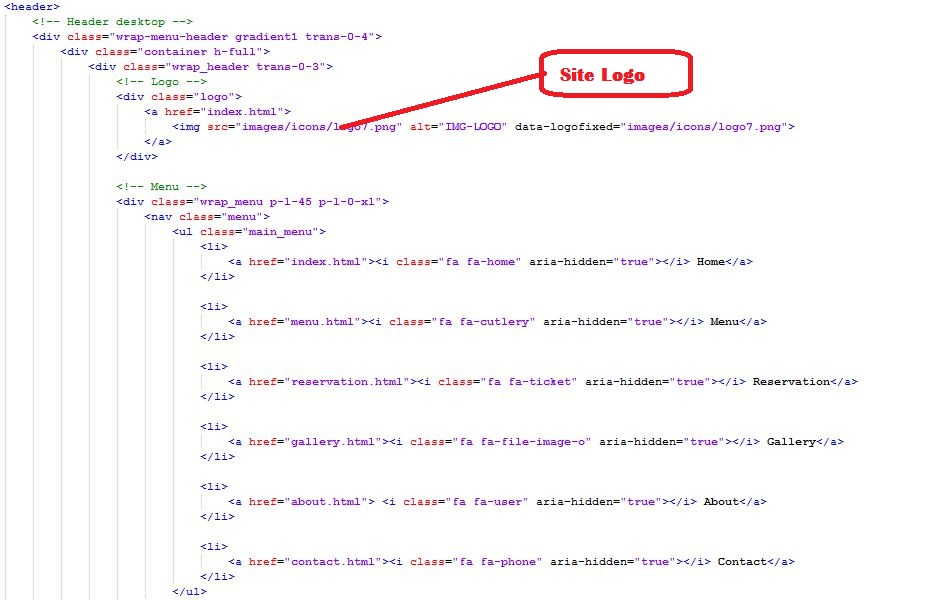 <header>
<!-- Header desktop -->
<div class="wrap-menu-header gradient1 trans-0-4">
<div class="container h-full">
<div class="wrap_header trans-0-3">
<!-- Logo -->
Site Logo
<div class="logo">
<a href="index.html">
<img src="images/icons/logo7.png" alt="IMG-LOGO" data-logofixed="images/icons/logo7.png">
</a>
</div>
<!-- Menu -->
<div class="wrap_menu p-l-45 p-l-0-xl">
<nav class="menu">
<ul class="main_menu">
<li>
<a href="index.html"><i class="fa fa-home" aria-hidden="true"></i> Home</a>
</li>
<li>
<a href="menu.html"><i class="fa fa-cutlery" aria-hidden="true"></i> Menu</a>
</li>
<li>
<a href="reservation.html"><i class="fa fa-ticket" aria-hidden="true"></i> Reservation</a>
</li>
<li>
<a href="gallery.html"><i class="fa fa-file-image-o" aria-hidden="true"></i> Gallery</a>
</li>
<li>
<a href="about.html"> <i class="fa fa-user" aria-hidden="true"></i> About</a>
</li>
<li>
<a href="contact.html"><i class="fa fa-phone" aria-hidden="true"></i> Contact</a>
</li>
</ul>